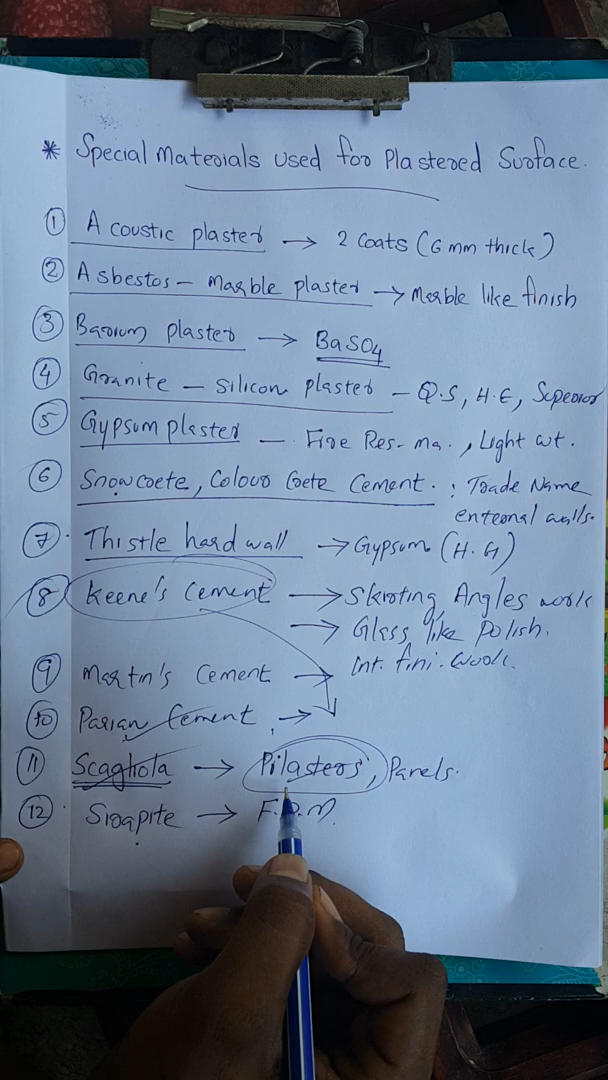 * Special Materials Used for Plastered Surface.
① Acoustic plaster → 2 Coats (6 mm thick)
② Asbestos - Marble plaster → Marble like finish
③ Barium plaster → BaSO4
④ Granite - Silicon plaster - Q.S, H.E, Superior
⑤ Gypsum plaster - Fire Res. ma., Light wt.
⑥ Snowcrete, Colour Crete Cement. : Trade Name
external walls.
⑦ Thistle hard wall → Gypsum (H.G)
⑧ Keene's Cement → Skirting, Angles work
→ Glass like Polish.
⑨ Martin's Cement → Int. fini. work.
⑩ Parian Cement →
⑪ Scagliola → Pilasters, Panels.
⑫ Sirapite → F.R.M